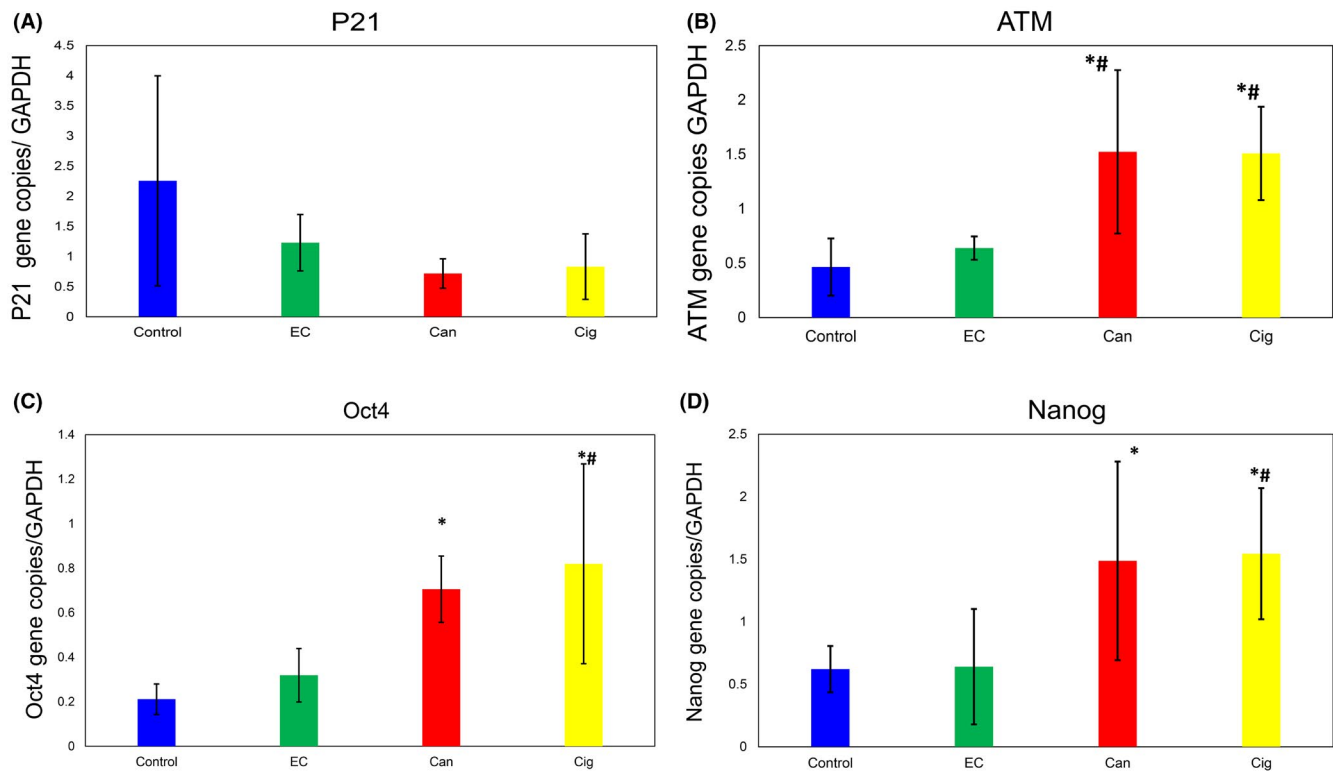 (A)
P21
P21 gene copies/ GAPDH
4.5
4
3.5
3
2.5
2
1.5
1
0.5
0
Control EC Can Cig
(B)
ATM
ATM gene copies GAPDH
2.5
2
1.5
1
0.5
0
*#
*#
Control EC Can Cig
(C)
Oct4
Oct4 gene copies/GAPDH
1.4
1.2
1
0.8
0.6
0.4
0.2
0
*
*#
Control EC Can Cig
(D)
Nanog
Nanog gene copies/GAPDH
2.5
2
1.5
1
0.5
0
*
*#
Control EC Can Cig